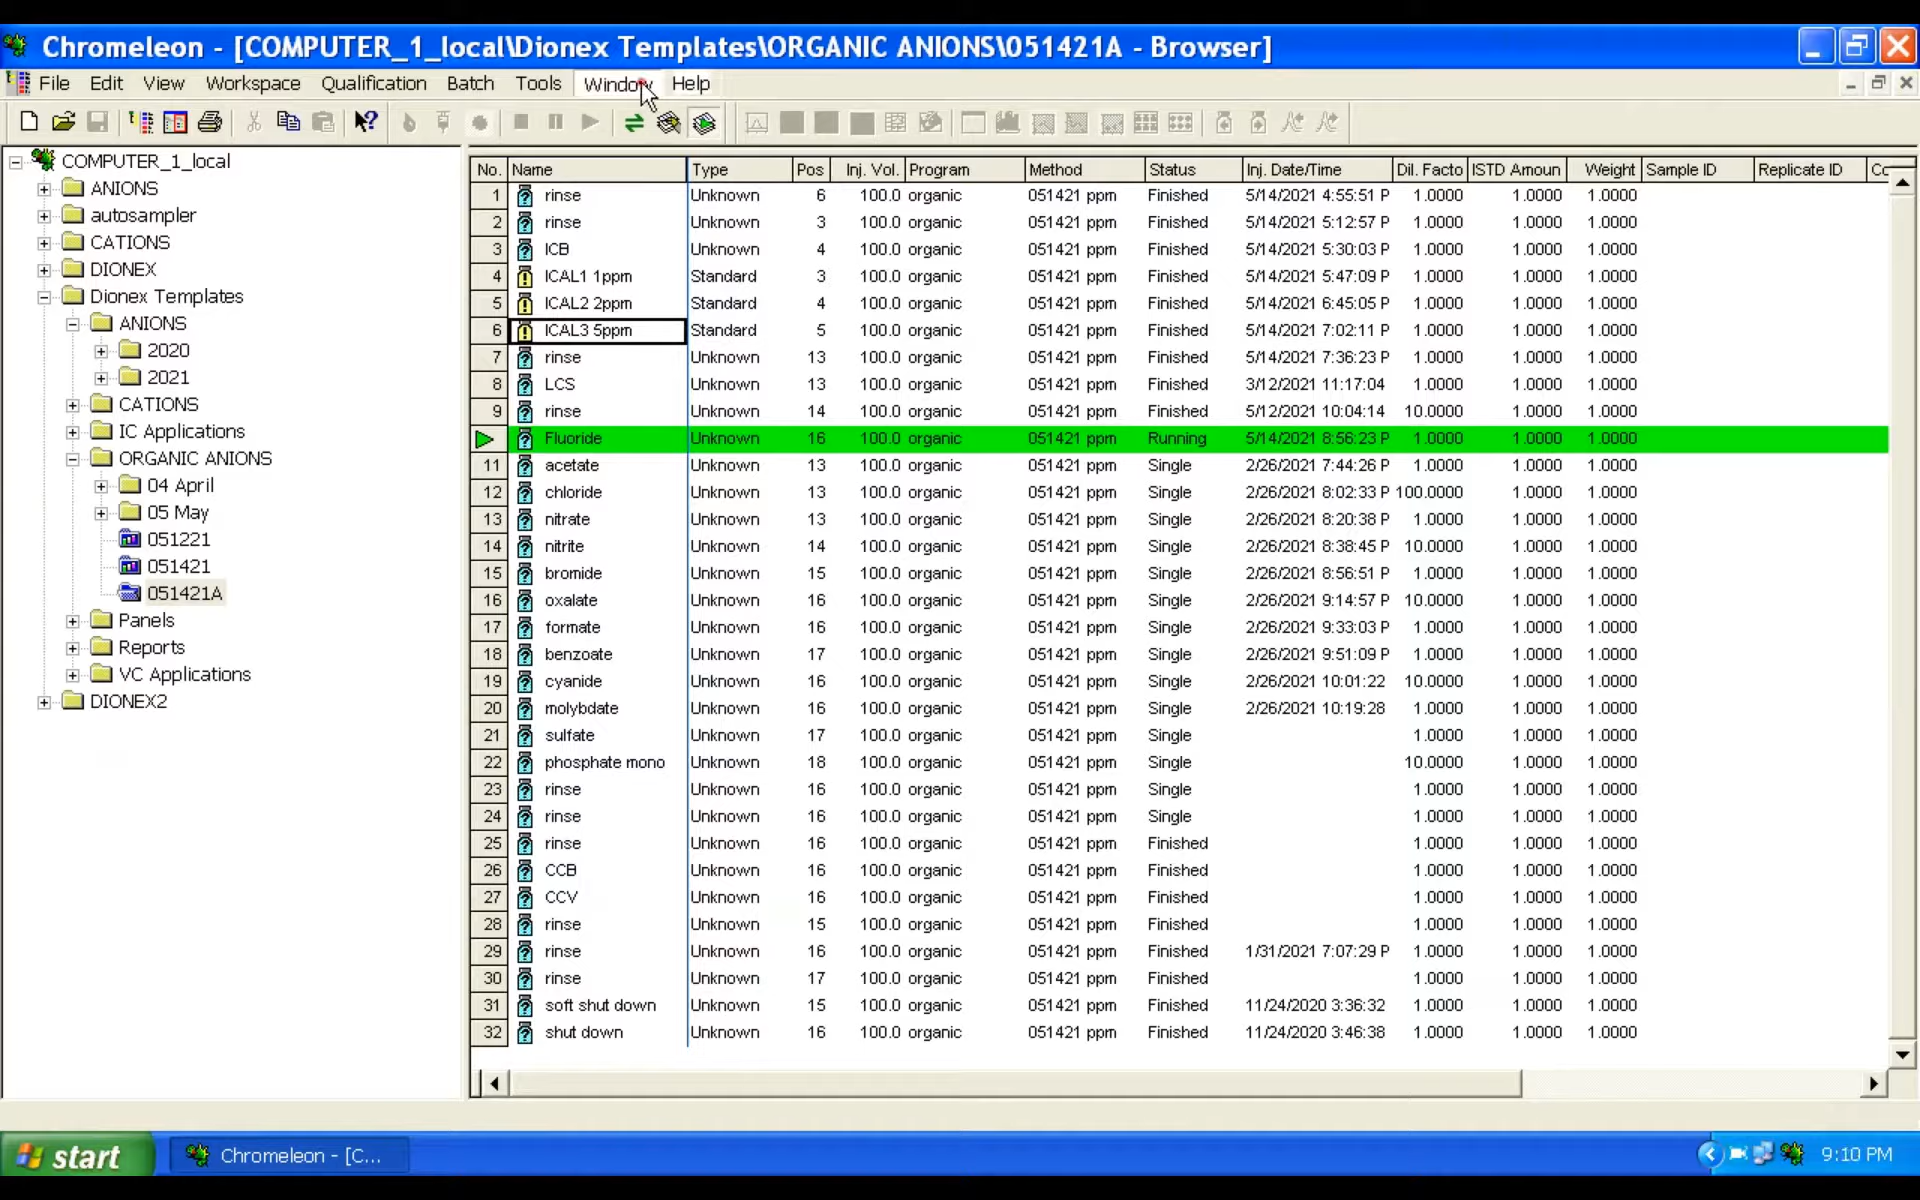 Chromeleon - [COMPUTER_1_local\Dionex Templates\ORGANIC ANIONS\051421A - Browser]
File Edit View Workspace Qualification Batch Tools Window Help
COMPUTER_1_local
ANIONS
autosampler
CATIONS
DIONEX
Dionex Templates
ANIONS
2020
2021
CATIONS
IC Applications
ORGANIC ANIONS
04 April
05 May
051221
051421
051421A
Panels
Reports
VC Applications
DIONEX2
No. Name Type Pos Inj. Vol. Program Method Status Inj. Date/Time Dil. Facto ISTD Amoun Weight Sample ID Replicate ID Co
1 rinse Unknown 6 100.0 organic 051421 ppm Finished 5/14/2021 4:55:51 P 1.0000 1.0000 1.0000
2 rinse Unknown 3 100.0 organic 051421 ppm Finished 5/14/2021 5:12:57 P 1.0000 1.0000 1.0000
3 ICB Unknown 4 100.0 organic 051421 ppm Finished 5/14/2021 5:30:03 P 1.0000 1.0000 1.0000
4 ICAL1 1ppm Standard 3 100.0 organic 051421 ppm Finished 5/14/2021 5:47:09 P 1.0000 1.0000 1.0000
5 ICAL2 2ppm Standard 4 100.0 organic 051421 ppm Finished 5/14/2021 6:45:05 P 1.0000 1.0000 1.0000
6 ICAL3 5ppm Standard 5 100.0 organic 051421 ppm Finished 5/14/2021 7:02:11 P 1.0000 1.0000 1.0000
7 rinse Unknown 13 100.0 organic 051421 ppm Finished 5/14/2021 7:36:23 P 1.0000 1.0000 1.0000
8 LCS Unknown 13 100.0 organic 051421 ppm Finished 3/12/2021 11:17:04 1.0000 1.0000 1.0000
9 rinse Unknown 14 100.0 organic 051421 ppm Finished 5/12/2021 10:04:14 10.0000 1.0000 1.0000
Fluoride Unknown 16 100.0 organic 051421 ppm Running 5/14/2021 8:56:23 P 1.0000 1.0000 1.0000
11 acetate Unknown 13 100.0 organic 051421 ppm Single 2/26/2021 7:44:26 P 1.0000 1.0000 1.0000
12 chloride Unknown 13 100.0 organic 051421 ppm Single 2/26/2021 8:02:33 P 100.0000 1.0000 1.0000
13 nitrate Unknown 13 100.0 organic 051421 ppm Single 2/26/2021 8:20:38 P 1.0000 1.0000 1.0000
14 nitrite Unknown 14 100.0 organic 051421 ppm Single 2/26/2021 8:38:45 P 10.0000 1.0000 1.0000
15 bromide Unknown 15 100.0 organic 051421 ppm Single 2/26/2021 8:56:51 P 1.0000 1.0000 1.0000
16 oxalate Unknown 16 100.0 organic 051421 ppm Single 2/26/2021 9:14:57 P 10.0000 1.0000 1.0000
17 formate Unknown 16 100.0 organic 051421 ppm Single 2/26/2021 9:33:03 P 1.0000 1.0000 1.0000
18 benzoate Unknown 17 100.0 organic 051421 ppm Single 2/26/2021 9:51:09 P 1.0000 1.0000 1.0000
19 cyanide Unknown 16 100.0 organic 051421 ppm Single 2/26/2021 10:01:22 10.0000 1.0000 1.0000
20 molybdate Unknown 16 100.0 organic 051421 ppm Single 2/26/2021 10:19:28 1.0000 1.0000 1.0000
21 sulfate Unknown 17 100.0 organic 051421 ppm Single 1.0000 1.0000 1.0000
22 phosphate mono Unknown 18 100.0 organic 051421 ppm Single 10.0000 1.0000 1.0000
23 rinse Unknown 16 100.0 organic 051421 ppm Single 1.0000 1.0000 1.0000
24 rinse Unknown 16 100.0 organic 051421 ppm Single 1.0000 1.0000 1.0000
25 rinse Unknown 16 100.0 organic 051421 ppm Finished 1.0000 1.0000 1.0000
26 CCB Unknown 16 100.0 organic 051421 ppm Finished 1.0000 1.0000 1.0000
27 CCV Unknown 16 100.0 organic 051421 ppm Finished 1.0000 1.0000 1.0000
28 rinse Unknown 15 100.0 organic 051421 ppm Finished 1.0000 1.0000 1.0000
29 rinse Unknown 16 100.0 organic 051421 ppm Finished 1/31/2021 7:07:29 P 1.0000 1.0000 1.0000
30 rinse Unknown 17 100.0 organic 051421 ppm Finished 1.0000 1.0000 1.0000
31 soft shut down Unknown 15 100.0 organic 051421 ppm Finished 11/24/2020 3:36:32 1.0000 1.0000 1.0000
32 shut down Unknown 16 100.0 organic 051421 ppm Finished 11/24/2020 3:46:38 1.0000 1.0000 1.0000
start Chromeleon - [C... 9:10 PM